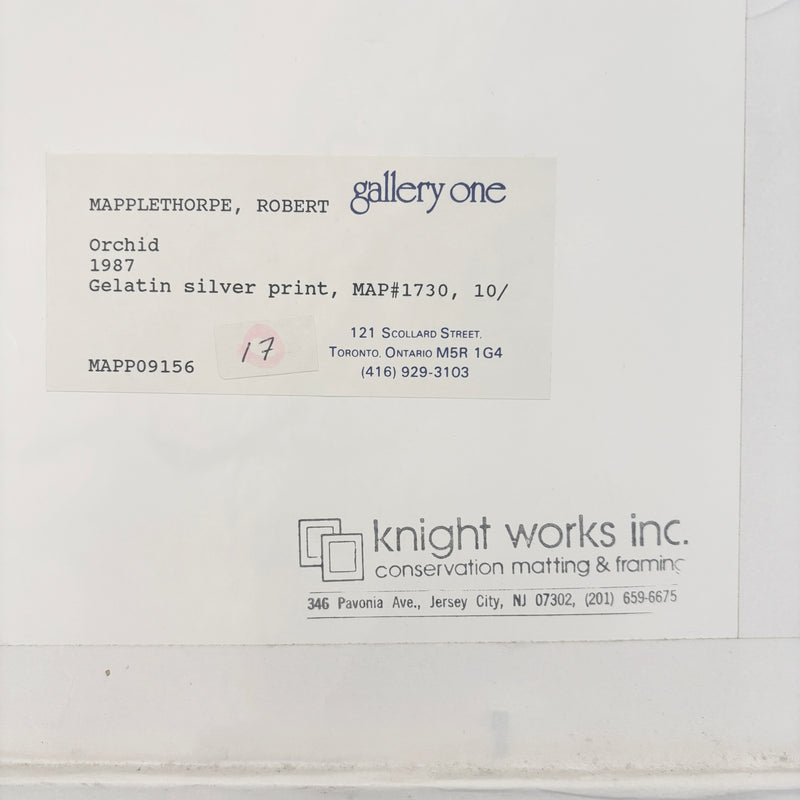 MAPPLETHORPE, ROBERT
gallery one
Orchid
1987
Gelatin silver print, MAP#1730, 10/
MAPP09156
17
121 Scollard Street,
Toronto, Ontario M5R 1G4
(416) 929-3103
knight works inc.
conservation matting & framing
346 Pavonia Ave., Jersey City, NJ 07302, (201) 659-6675